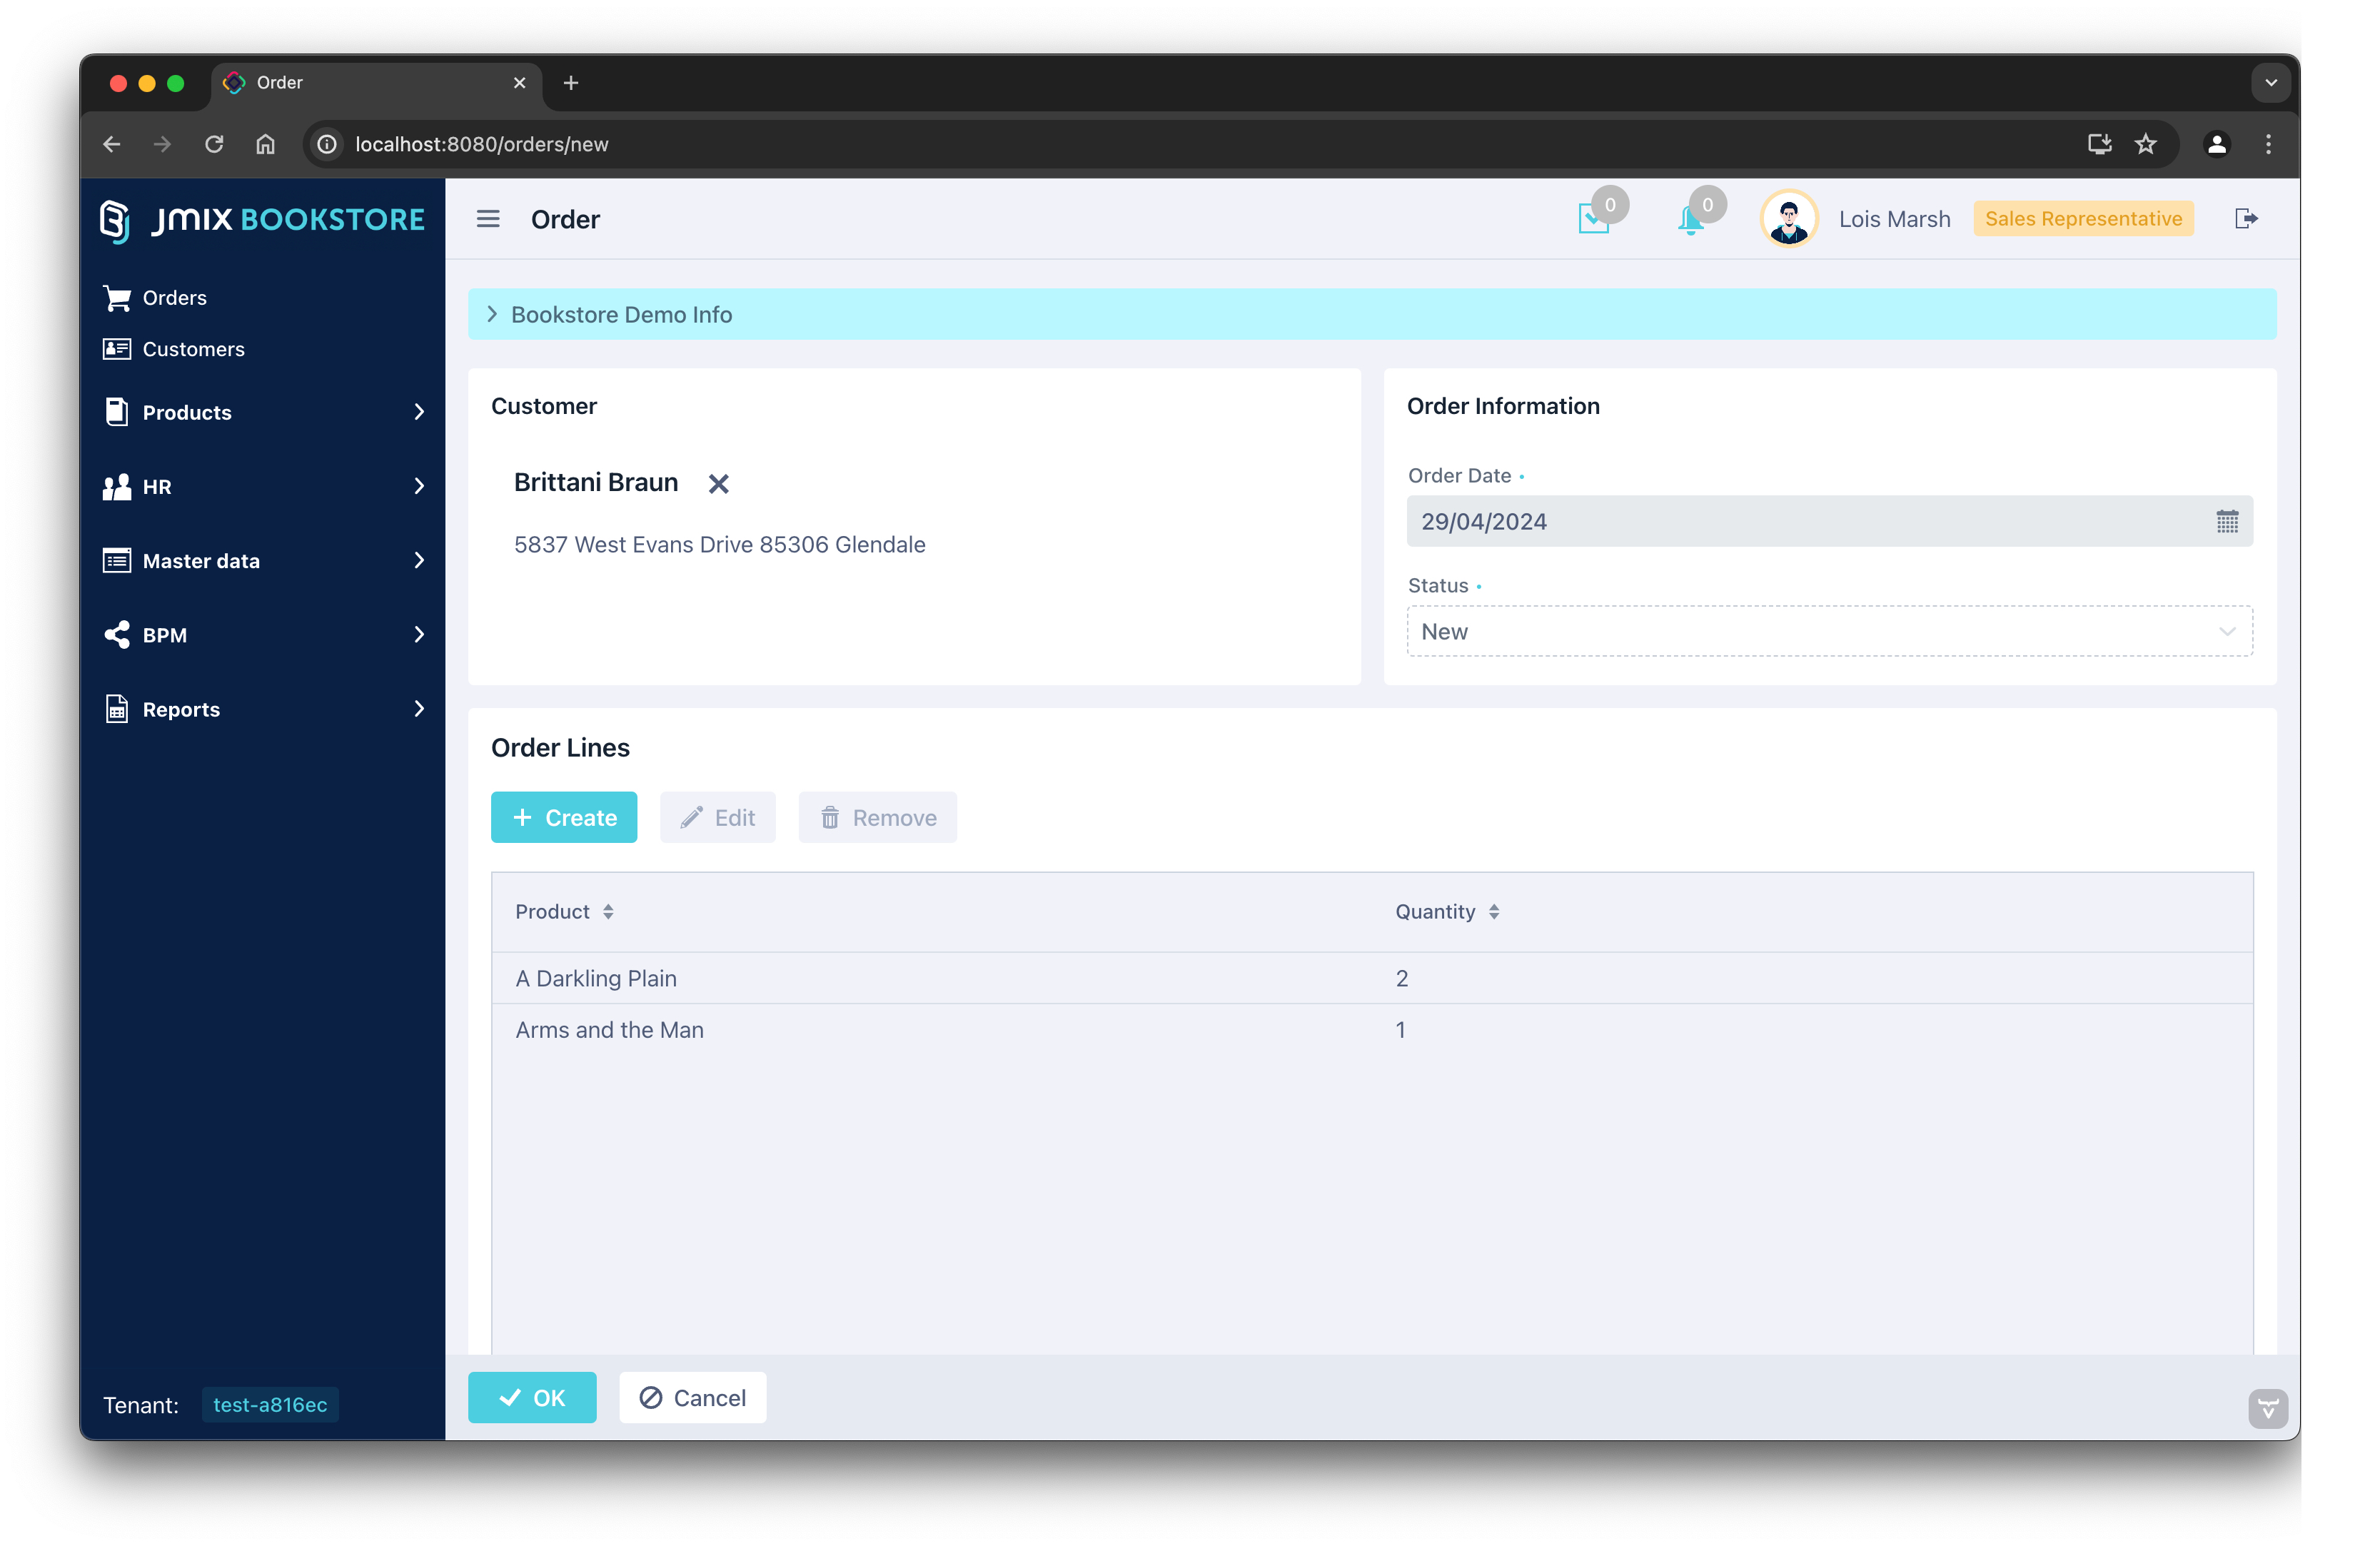 Order
localhost:8080/orders/new
JMIX BOOKSTORE
Order
0
0
Lois Marsh
Sales Representative
Orders
Customers
Products
HR
Master data
BPM
Reports
Tenant: test-a816ec
Bookstore Demo Info
Customer
Brittani Braun
5837 West Evans Drive 85306 Glendale
Order Information
Order Date •
29/04/2024
Status •
New
Order Lines
Create
Edit
Remove
Product
Quantity
A Darkling Plain
2
Arms and the Man
1
OK
Cancel